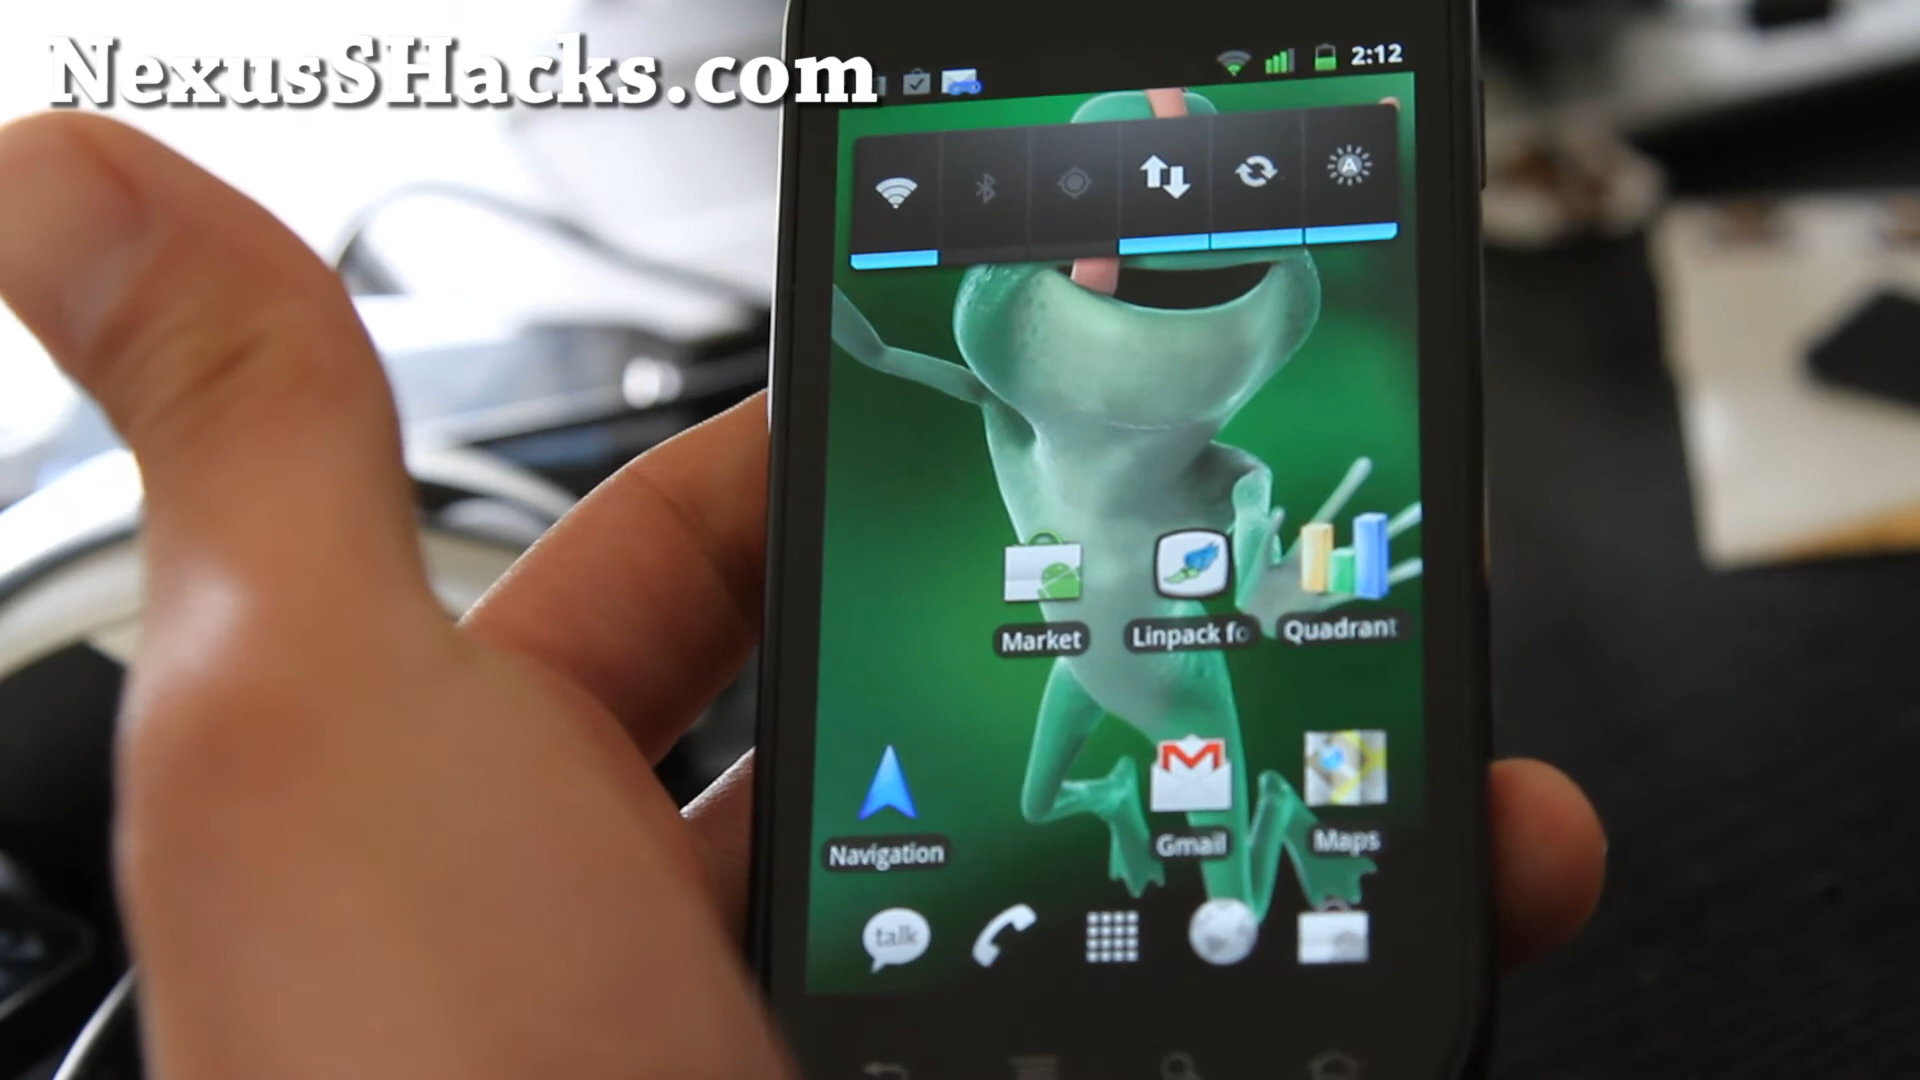 NexusSHacks.com
2:12
A
Market
Linpack fo
Quadrant
Navigation
Gmail
Maps
talk